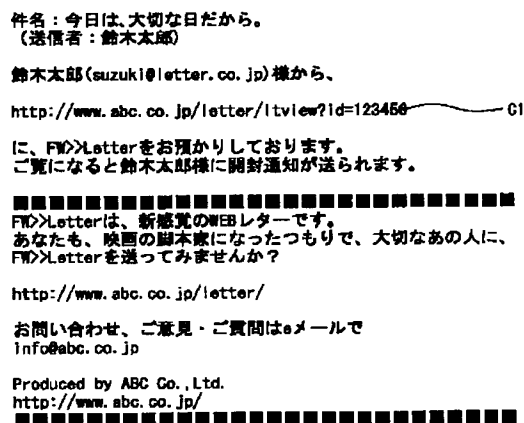 件名:今日は、大切な日だから。
(送信者:鈴木太郎)
鈴木太郎(suzuki@letter.co.jp)様から、
http://www.abc.co.jp/letter/ltview?id=123456 C1
に、FW>>Letterをお預かりしております。
ご覧になると鈴木太郎様に開封通知が送られます。
FW>>Letterは、新感覚のWEBレターです。
あなたも、映画の脚本家になったつもりで、大切なあの人に、
FW>>Letterを送ってみませんか?
http://www.abc.co.jp/letter/
お問い合わせ、ご意見・ご質問はeメールで
info@abc.co.jp
Produced by ABC Co.,Ltd.
http://www.abc.co.jp/